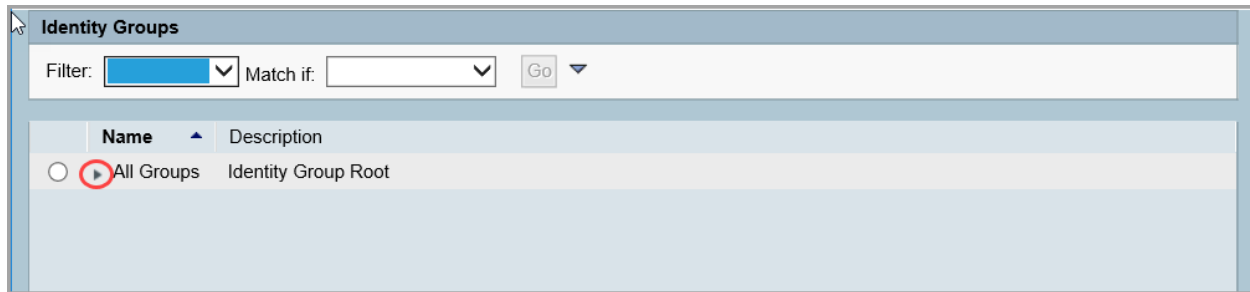 Identity Groups
Filter: Match if: Go
Name Description
All Groups Identity Group Root